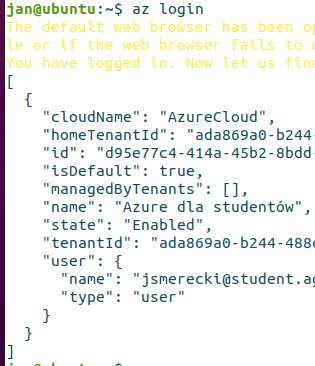 jan@ubuntu:~$ az login
The default web browser has been
le or if the web browser fails to
You have logged in. Now let us
[
{
"cloudName": "AzureCloud",
"homeTenantId": "ada869a0-b244-
"id": "d95e77c4-414a-45b2-8bdd-
"isDefault": true,
"managedByTenants": [],
"name": "Azure dla studentów",
"state": "Enabled",
"tenantId": "ada869a0-b244-488
"user": {
"name": "jsmerecki@student.ag
"type": "user"
}
}
]